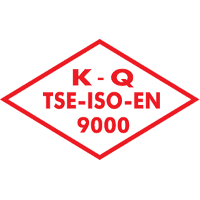 K - Q
TSE-ISO-EN
9000